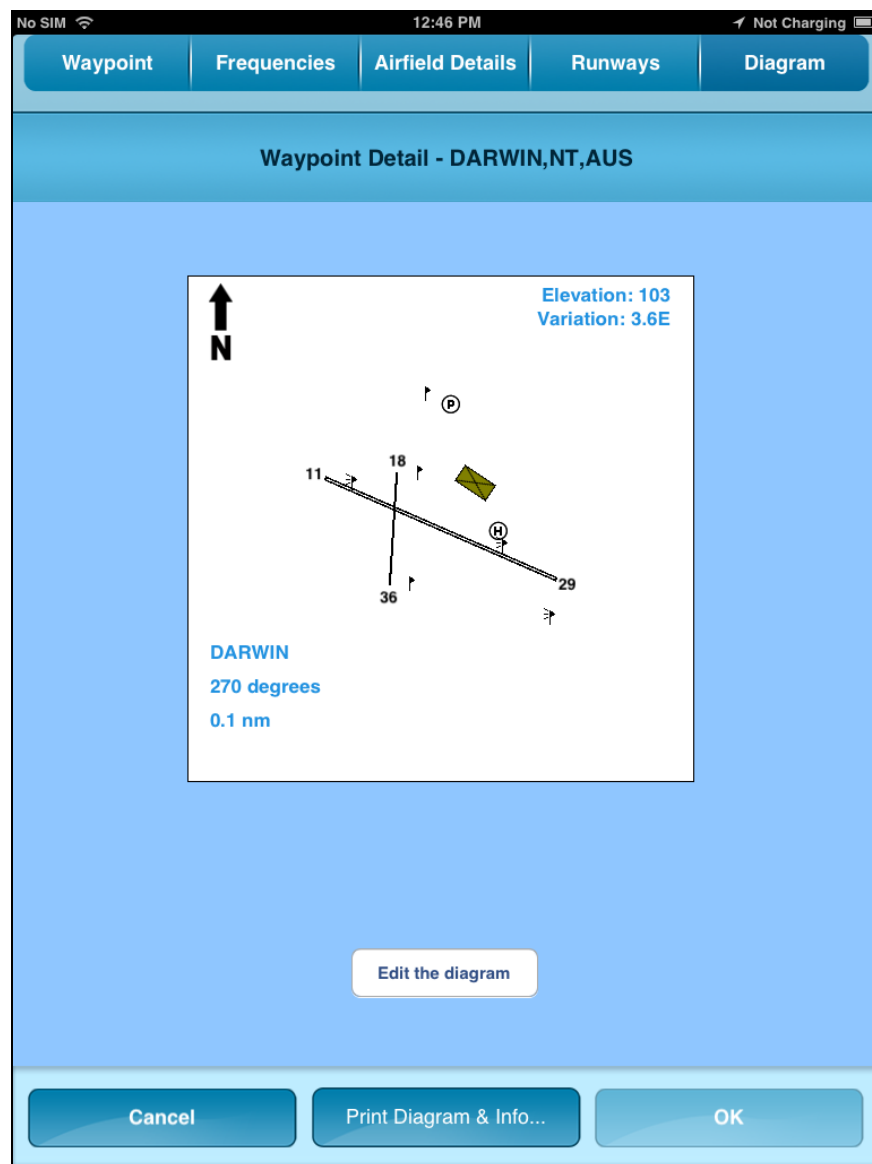 No SIM 12:46 PM Not Charging
Waypoint Frequencies Airfield Details Runways Diagram
Waypoint Detail - DARWIN,NT,AUS
Elevation: 103
Variation: 3.6E
N
P
18
11
H
29
36
DARWIN
270 degrees
0.1 nm
Edit the diagram
Cancel Print Diagram & Info... OK